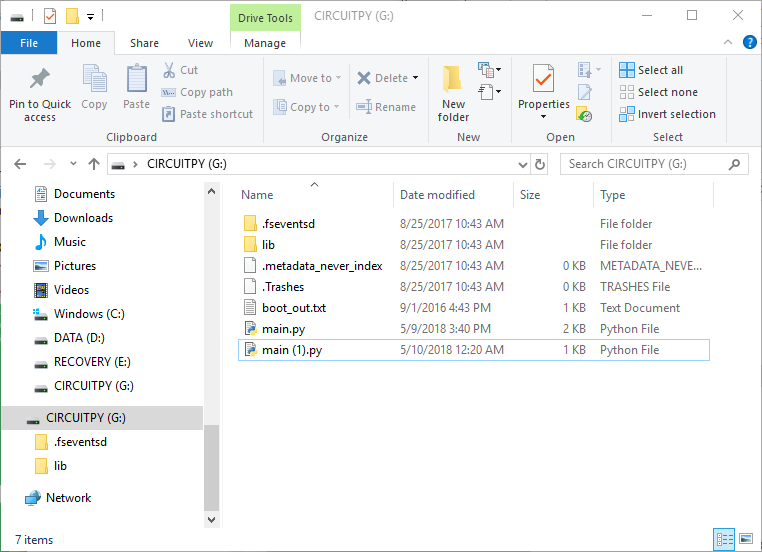 Drive Tools CIRCUITPY (G:)
File Home Share View Manage
Pin to Quick access
Copy
Paste
Cut
Copy path
Paste shortcut
Clipboard
Move to
Copy to
Delete
Rename
Organize
New folder
New
Properties
Open
Select all
Select none
Invert selection
Select
CIRCUITPY (G:) Search CIRCUITPY (G:)
Documents
Downloads
Music
Pictures
Videos
Windows (C:)
DATA (D:)
RECOVERY (E:)
CIRCUITPY (G:)
CIRCUITPY (G:)
.fseventsd
lib
Network
Name Date modified Size Type
.fseventsd 8/25/2017 10:43 AM File folder
lib 8/25/2017 10:43 AM File folder
.metadata_never_index 8/25/2017 10:43 AM 0 KB METADATA_NEVE...
.Trashes 8/25/2017 10:43 AM 0 KB TRASHES File
boot_out.txt 9/1/2016 4:43 PM 1 KB Text Document
main.py 5/9/2018 3:40 PM 2 KB Python File
main (1).py 5/10/2018 12:20 AM 1 KB Python File
7 items